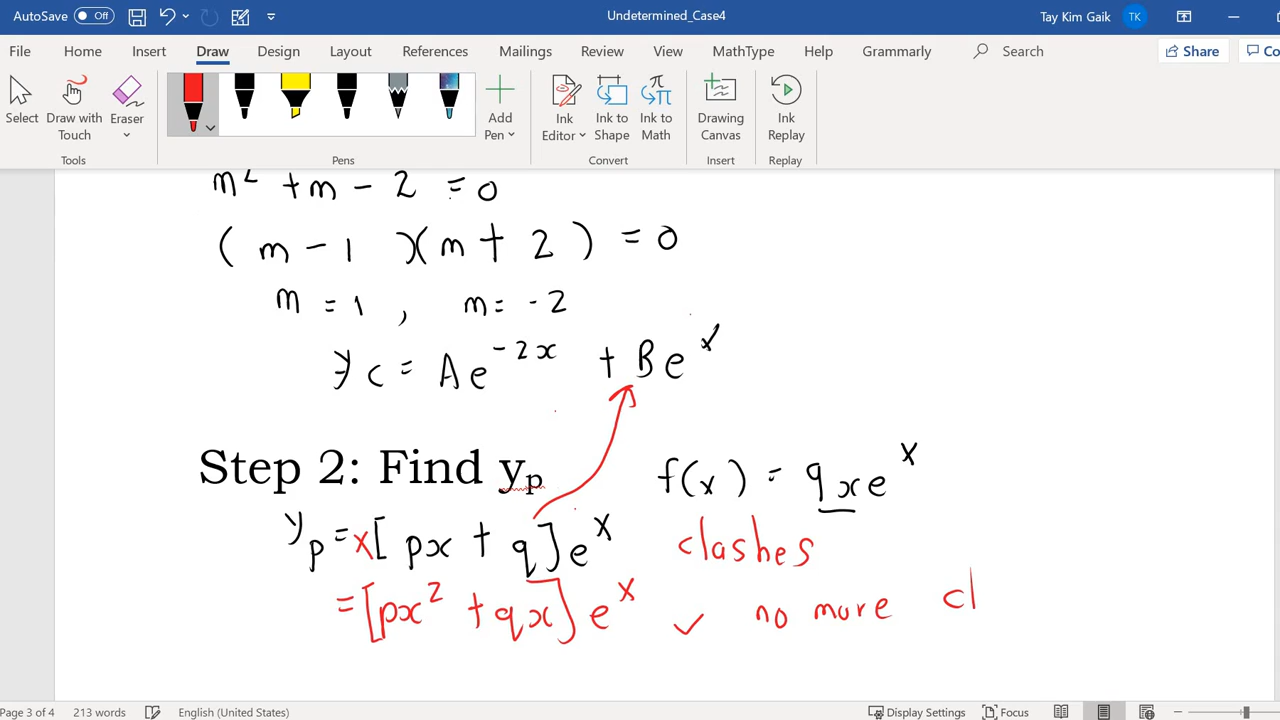 AutoSave Off Undetermined_Case4 Tay Kim Gaik TK
File Home Insert Draw Design Layout References Mailings Review View MathType Help Grammarly Search Share Co
Select Draw with Touch Eraser Add Pen Ink Editor Ink to Shape Ink to Math Drawing Canvas Ink Replay
Tools Pens Convert Insert Replay
m² + m - 2 = 0
(m - 1)(m + 2) = 0
m = 1, m = -2
yc = Ae^-2x + Be^x
Step 2: Find yp
f(x) = 9xe^x
yp = x[px + q]e^x clashes
= [px² + qx]e^x ✓ no more cl
Page 3 of 4 213 words English (United States) Display Settings Focus